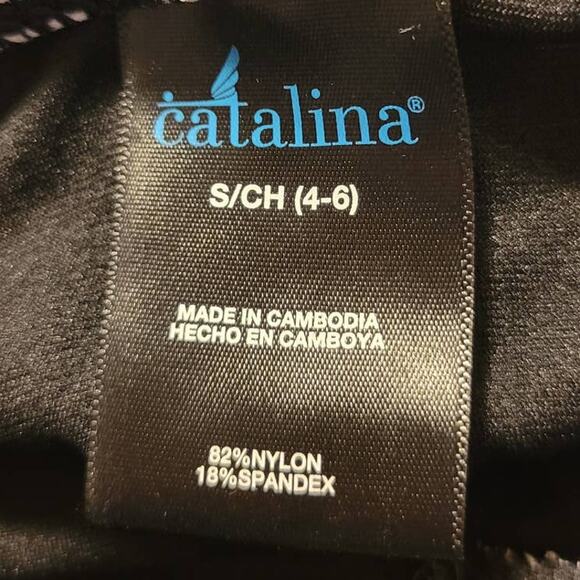 catalina®
S/CH (4-6)
MADE IN CAMBODIA
HECHO EN CAMBOYA
82%NYLON
18%SPANDEX